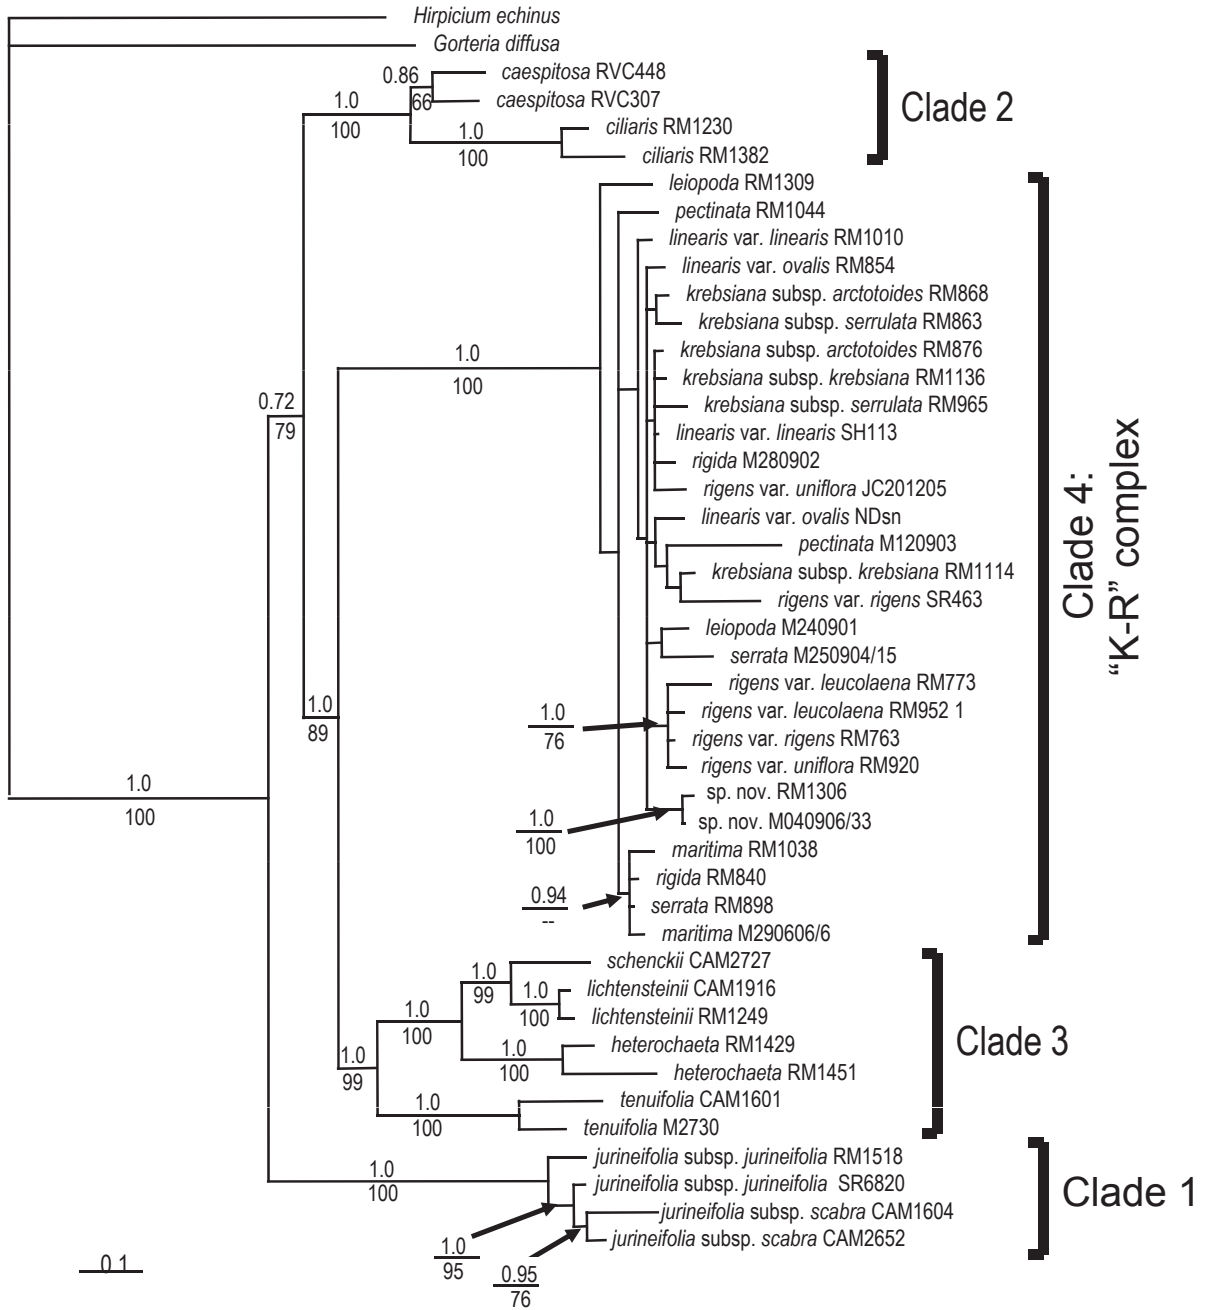 Hirpicium echinus
Gorteria diffusa
0.86
caespitosa RVC448
66
caespitosa RVC307
1.0
100
Clade 2
1.0
100
ciliaris RM1230
ciliaris RM1382
leiopoda RM1309
pectinata RM1044
linearis var. linearis RM1010
linearis var. ovalis RM854
krebsiana subsp. arctotoides RM868
krebsiana subsp. serrulata RM863
krebsiana subsp. arctotoides RM876
1.0
100
krebsiana subsp. krebsiana RM1136
krebsiana subsp. serrulata RM965
0.72
79
linearis var. linearis SH113
rigida M280902
rigens var. uniflora JC201205
linearis var. ovalis NDsn
pectinata M120903
krebsiana subsp. krebsiana RM1114
rigens var. rigens SR463
Clade 4:
“K-R” complex
leiopoda M240901
serrata M250904/15
rigens var. leucolaena RM773
rigens var. leucolaena RM952 1
1.0
76
1.0
89
rigens var. rigens RM763
rigens var. uniflora RM920
1.0
100
sp. nov. RM1306
sp. nov. M040906/33
1.0
100
maritima RM1038
rigida RM840
0.94
--
serrata RM898
maritima M290606/6
schenckii CAM2727
1.0
99
1.0
100
lichtensteinii CAM1916
lichtensteinii RM1249
1.0
100
heterochaeta RM1429
1.0
100
heterochaeta RM1451
1.0
99
Clade 3
tenuifolia CAM1601
1.0
100
tenuifolia M2730
jurineifolia subsp. jurineifolia RM1518
1.0
100
jurineifolia subsp. jurineifolia SR6820
Clade 1
jurineifolia subsp. scabra CAM1604
jurineifolia subsp. scabra CAM2652
1.0
95
0.95
76
0.1